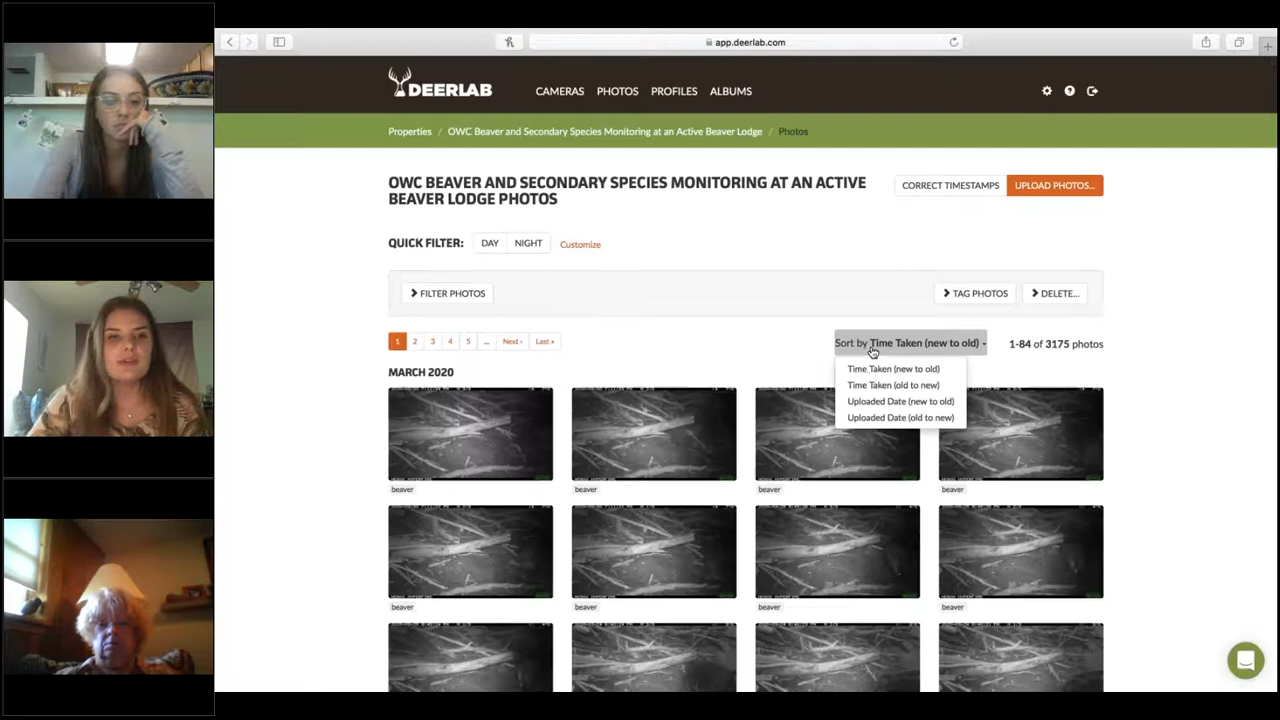 app.deerlab.com
DEERLAB
CAMERAS PHOTOS PROFILES ALBUMS
Properties / OWC Beaver and Secondary Species Monitoring at an Active Beaver Lodge / Photos
OWC BEAVER AND SECONDARY SPECIES MONITORING AT AN ACTIVE
BEAVER LODGE PHOTOS
CORRECT TIMESTAMPS UPLOAD PHOTOS...
QUICK FILTER: DAY NIGHT Customize
FILTER PHOTOS TAG PHOTOS DELETE...
1 2 3 4 5 ... Next › Last »
Sort by Time Taken (new to old)
1-84 of 3175 photos
Time Taken (new to old)
Time Taken (old to new)
Uploaded Date (new to old)
Uploaded Date (old to new)
MARCH 2020
beaver beaver beaver beaver
beaver beaver beaver beaver